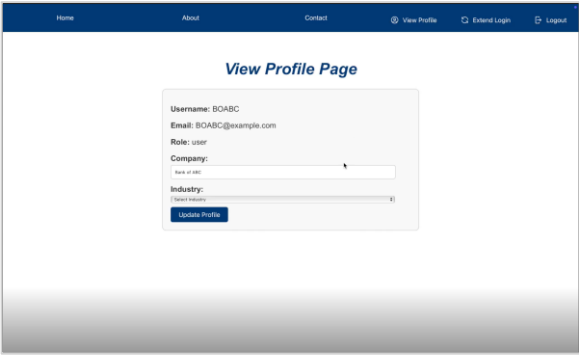 Home About Contact View Profile Extend Login Logout
View Profile Page
Username: BOABC
Email: BOABC@example.com
Role: user
Company:
Bank of ABC
Industry:
Select Industry
Update Profile